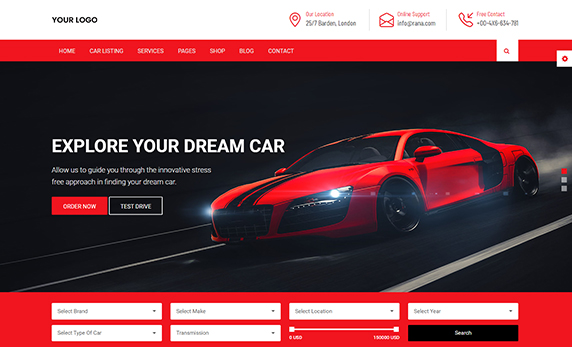 YOUR LOGO
Our Location
25/7 Barden, London
Online Support
info@rana.com
Free Contact
+00-4X6-634-781
HOME CAR LISTING SERVICES PAGES SHOP BLOG CONTACT
EXPLORE YOUR DREAM CAR
Allow us to guide you through the innovative stress
free approach in finding your dream car.
ORDER NOW TEST DRIVE
Select Brand Select Make Select Location Select Year
Select Type Of Car Transmission
0 USD 150000 USD
Search